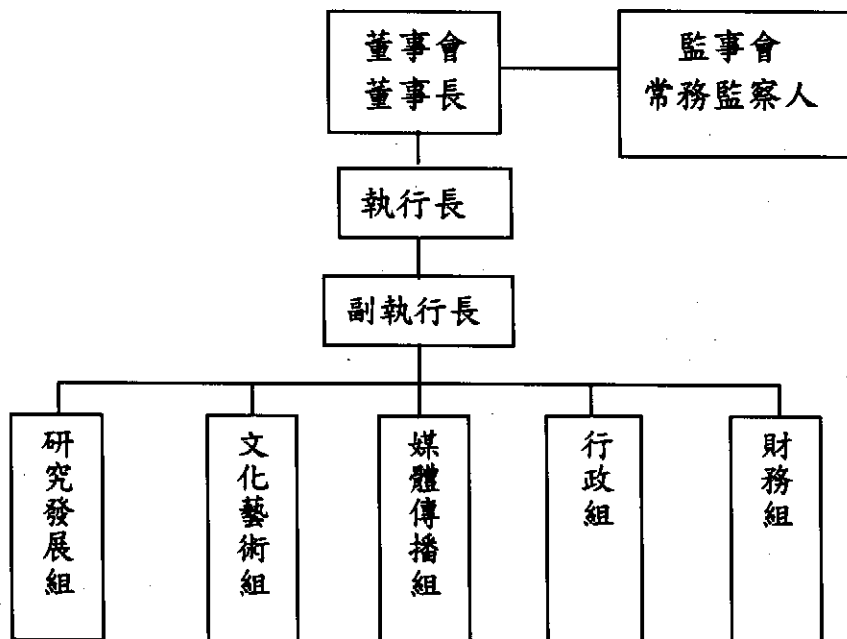 董事會
董事長
監事會
常務監察人
執行長
副執行長
研究發展組
文化藝術組
媒體傳播組
行政組
財務組